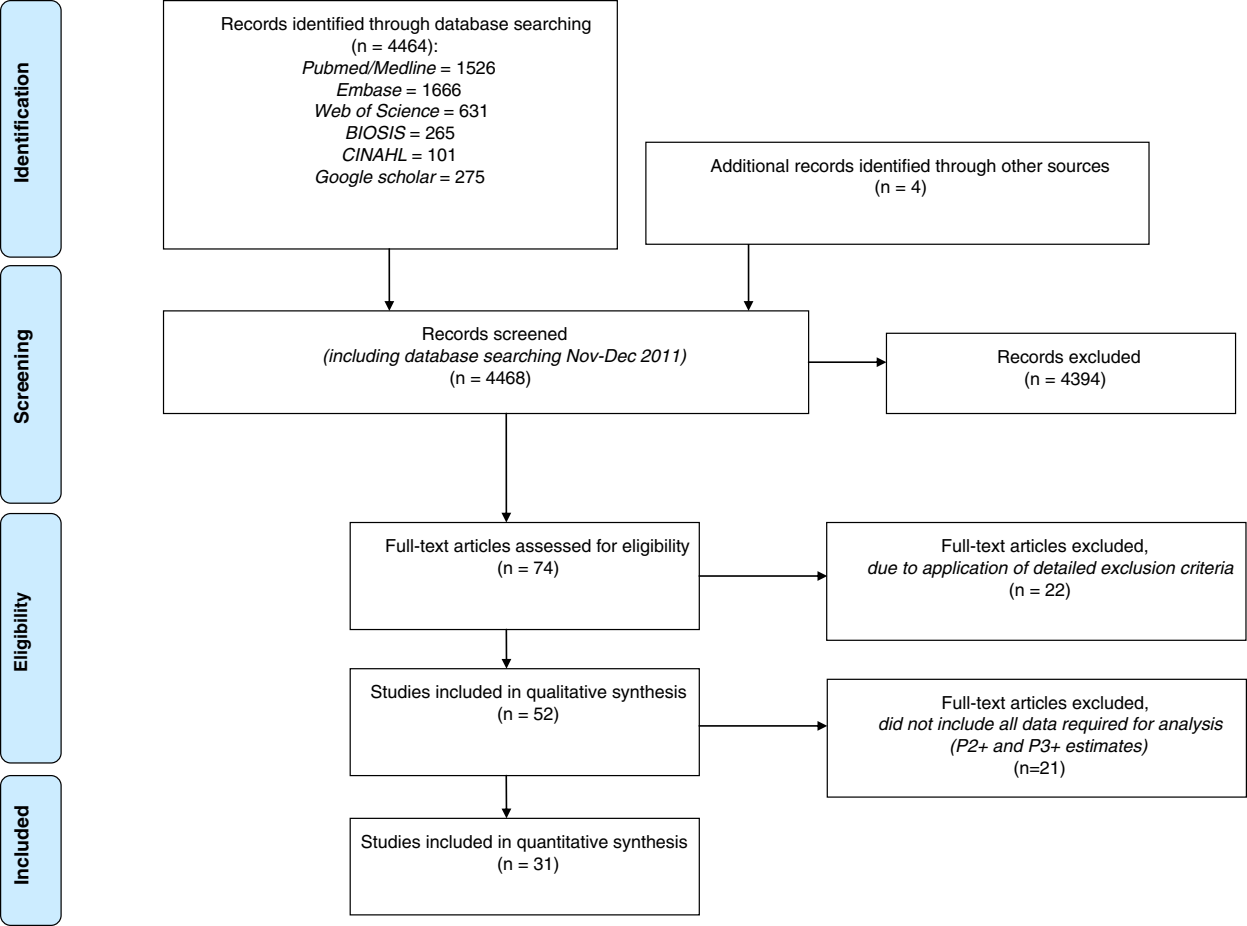 Identification
Records identified through database searching
(n = 4464):
Pubmed/Medline = 1526
Embase = 1666
Web of Science = 631
BIOSIS = 265
CINAHL = 101
Google scholar = 275
Additional records identified through other sources
(n = 4)
Screening
Records screened
(including database searching Nov-Dec 2011)
(n = 4468)
Records excluded
(n = 4394)
Eligibility
Full-text articles assessed for eligibility
(n = 74)
Full-text articles excluded,
due to application of detailed exclusion criteria
(n = 22)
Studies included in qualitative synthesis
(n = 52)
Full-text articles excluded,
did not include all data required for analysis
(P2+ and P3+ estimates)
(n=21)
Included
Studies included in quantitative synthesis
(n = 31)